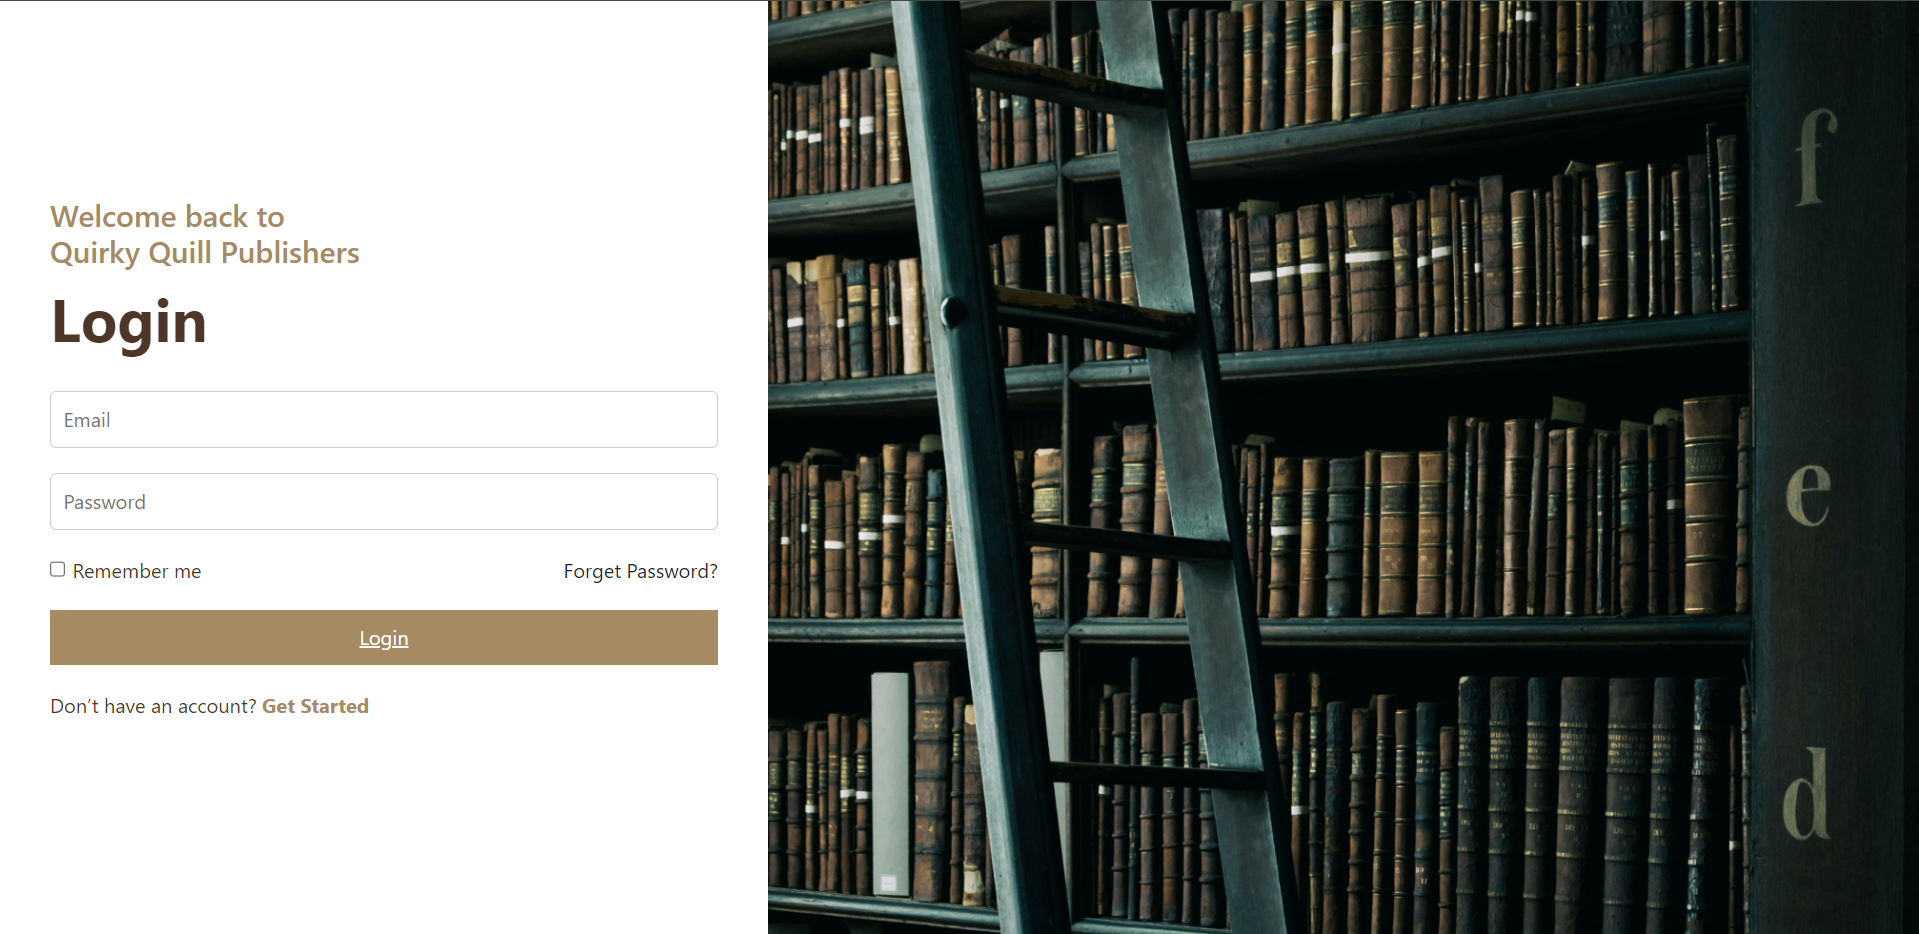 Welcome back to
Quirky Quill Publishers
Login
Email
Password
Remember me
Forget Password?
Login
Don’t have an account? Get Started
f
e
d